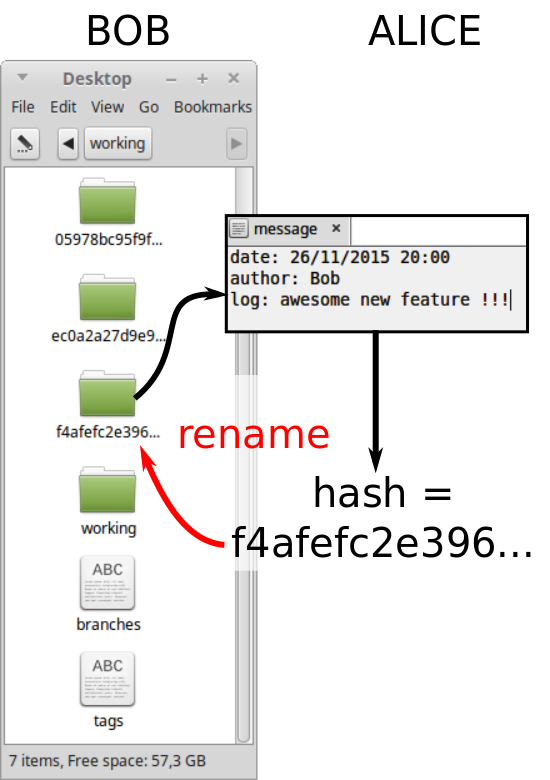 BOB
ALICE
Desktop
File Edit View Go Bookmarks
working
05978bc95f9f...
message
date: 26/11/2015 20:00
author: Bob
log: awesome new feature !!!
ec0a2a27d9e9...
f4afefc2e396...
rename
hash =
f4afefc2e396...
working
ABC
branches
ABC
tags
7 items, Free space: 57,3 GB